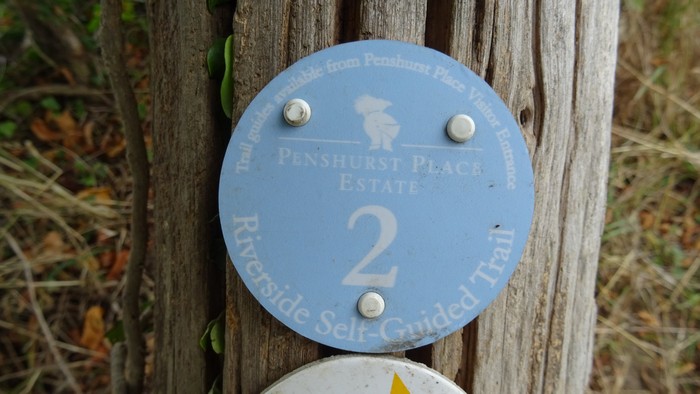 Trail guides available from Penshurst Place Visitor Entrance
PENSHURST PLACE
ESTATE
2
Riverside Self-Guided Trail